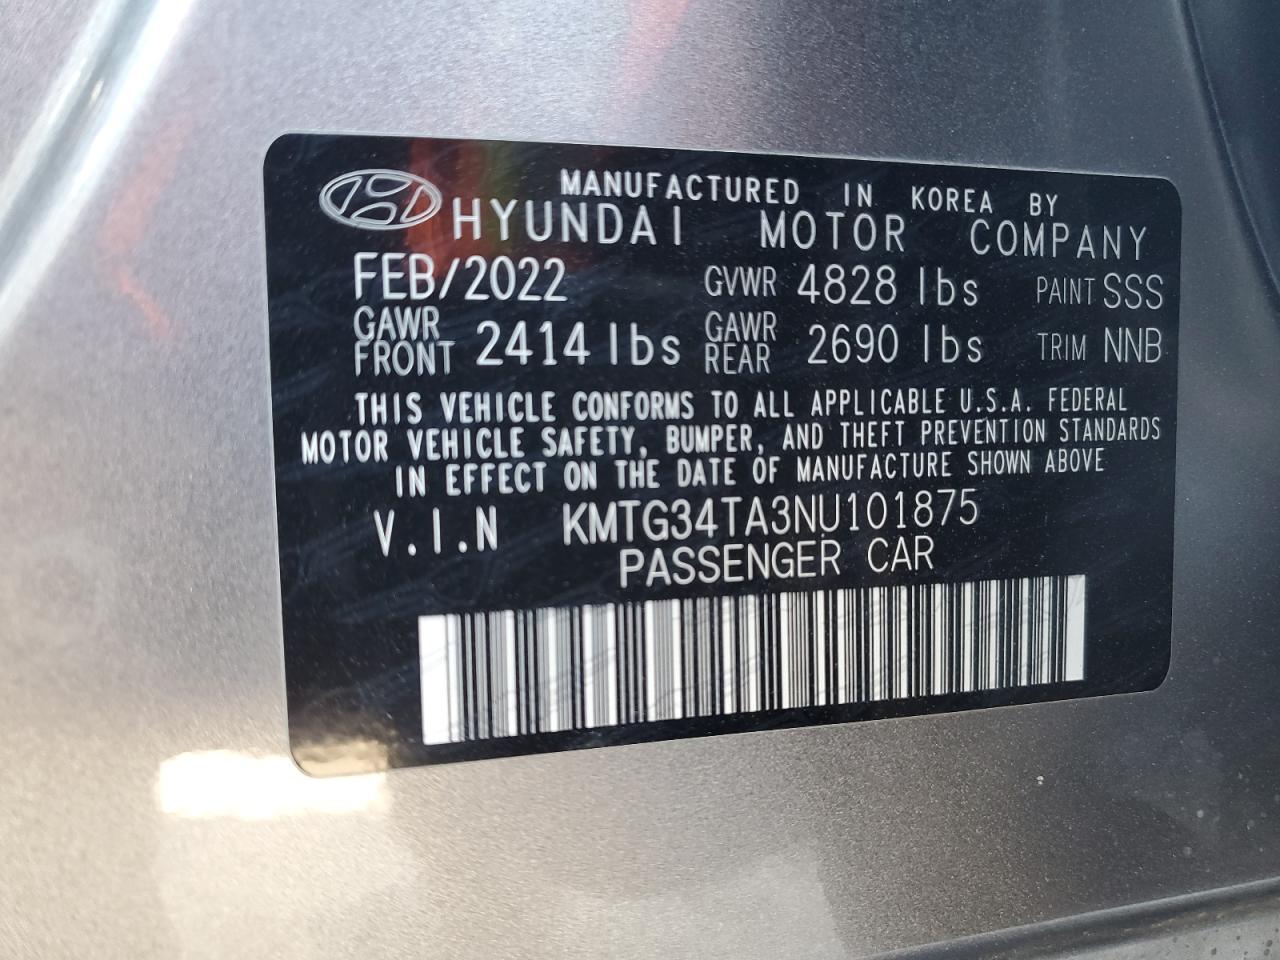 MANUFACTURED IN KOREA BY
HYUNDAI MOTOR COMPANY
FEB/2022 GVWR 4828 lbs PAINT SSS
GAWR FRONT 2414 lbs GAWR REAR 2690 lbs TRIM NNB
THIS VEHICLE CONFORMS TO ALL APPLICABLE U.S.A. FEDERAL
MOTOR VEHICLE SAFETY, BUMPER, AND THEFT PREVENTION STANDARDS
IN EFFECT ON THE DATE OF MANUFACTURE SHOWN ABOVE
V.I.N KMTG34TA3NU101875
PASSENGER CAR